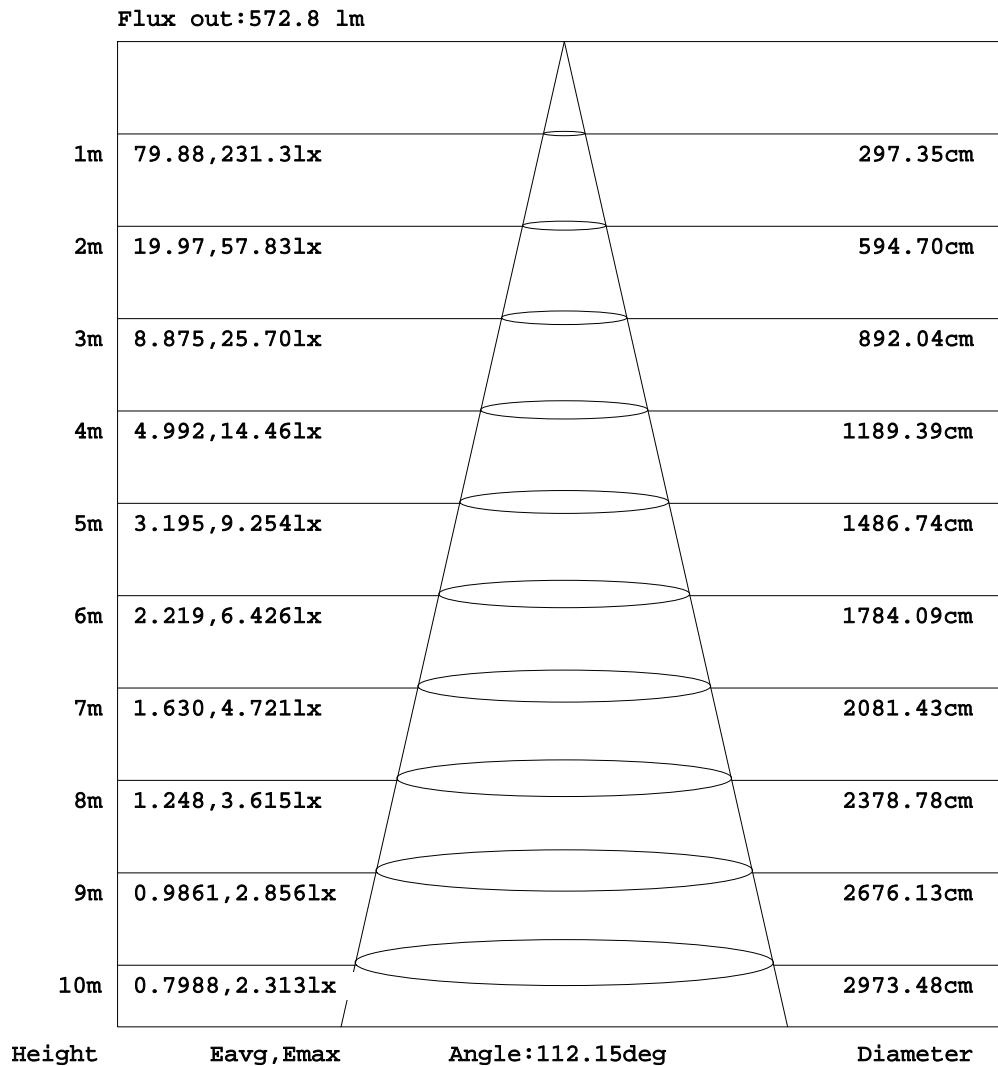 Flux out:572.8 lm
1m 79.88,231.3lx 297.35cm
2m 19.97,57.83lx 594.70cm
3m 8.875,25.70lx 892.04cm
4m 4.992,14.46lx 1189.39cm
5m 3.195,9.254lx 1486.74cm
6m 2.219,6.426lx 1784.09cm
7m 1.630,4.721lx 2081.43cm
8m 1.248,3.615lx 2378.78cm
9m 0.9861,2.856lx 2676.13cm
10m 0.7988,2.313lx 2973.48cm
Height Eavg,Emax Angle:112.15deg Diameter